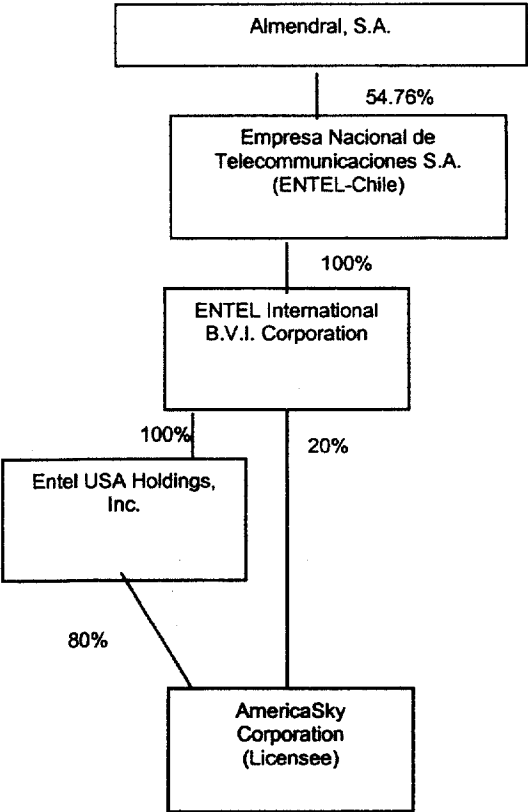 Almendral, S.A.
54.76%
Empresa Nacional de
Telecommunicaciones S.A.
(ENTEL-Chile)
100%
ENTEL International
B.V.I. Corporation
100%
20%
Entel USA Holdings,
Inc.
80%
AmericaSky
Corporation
(Licensee)